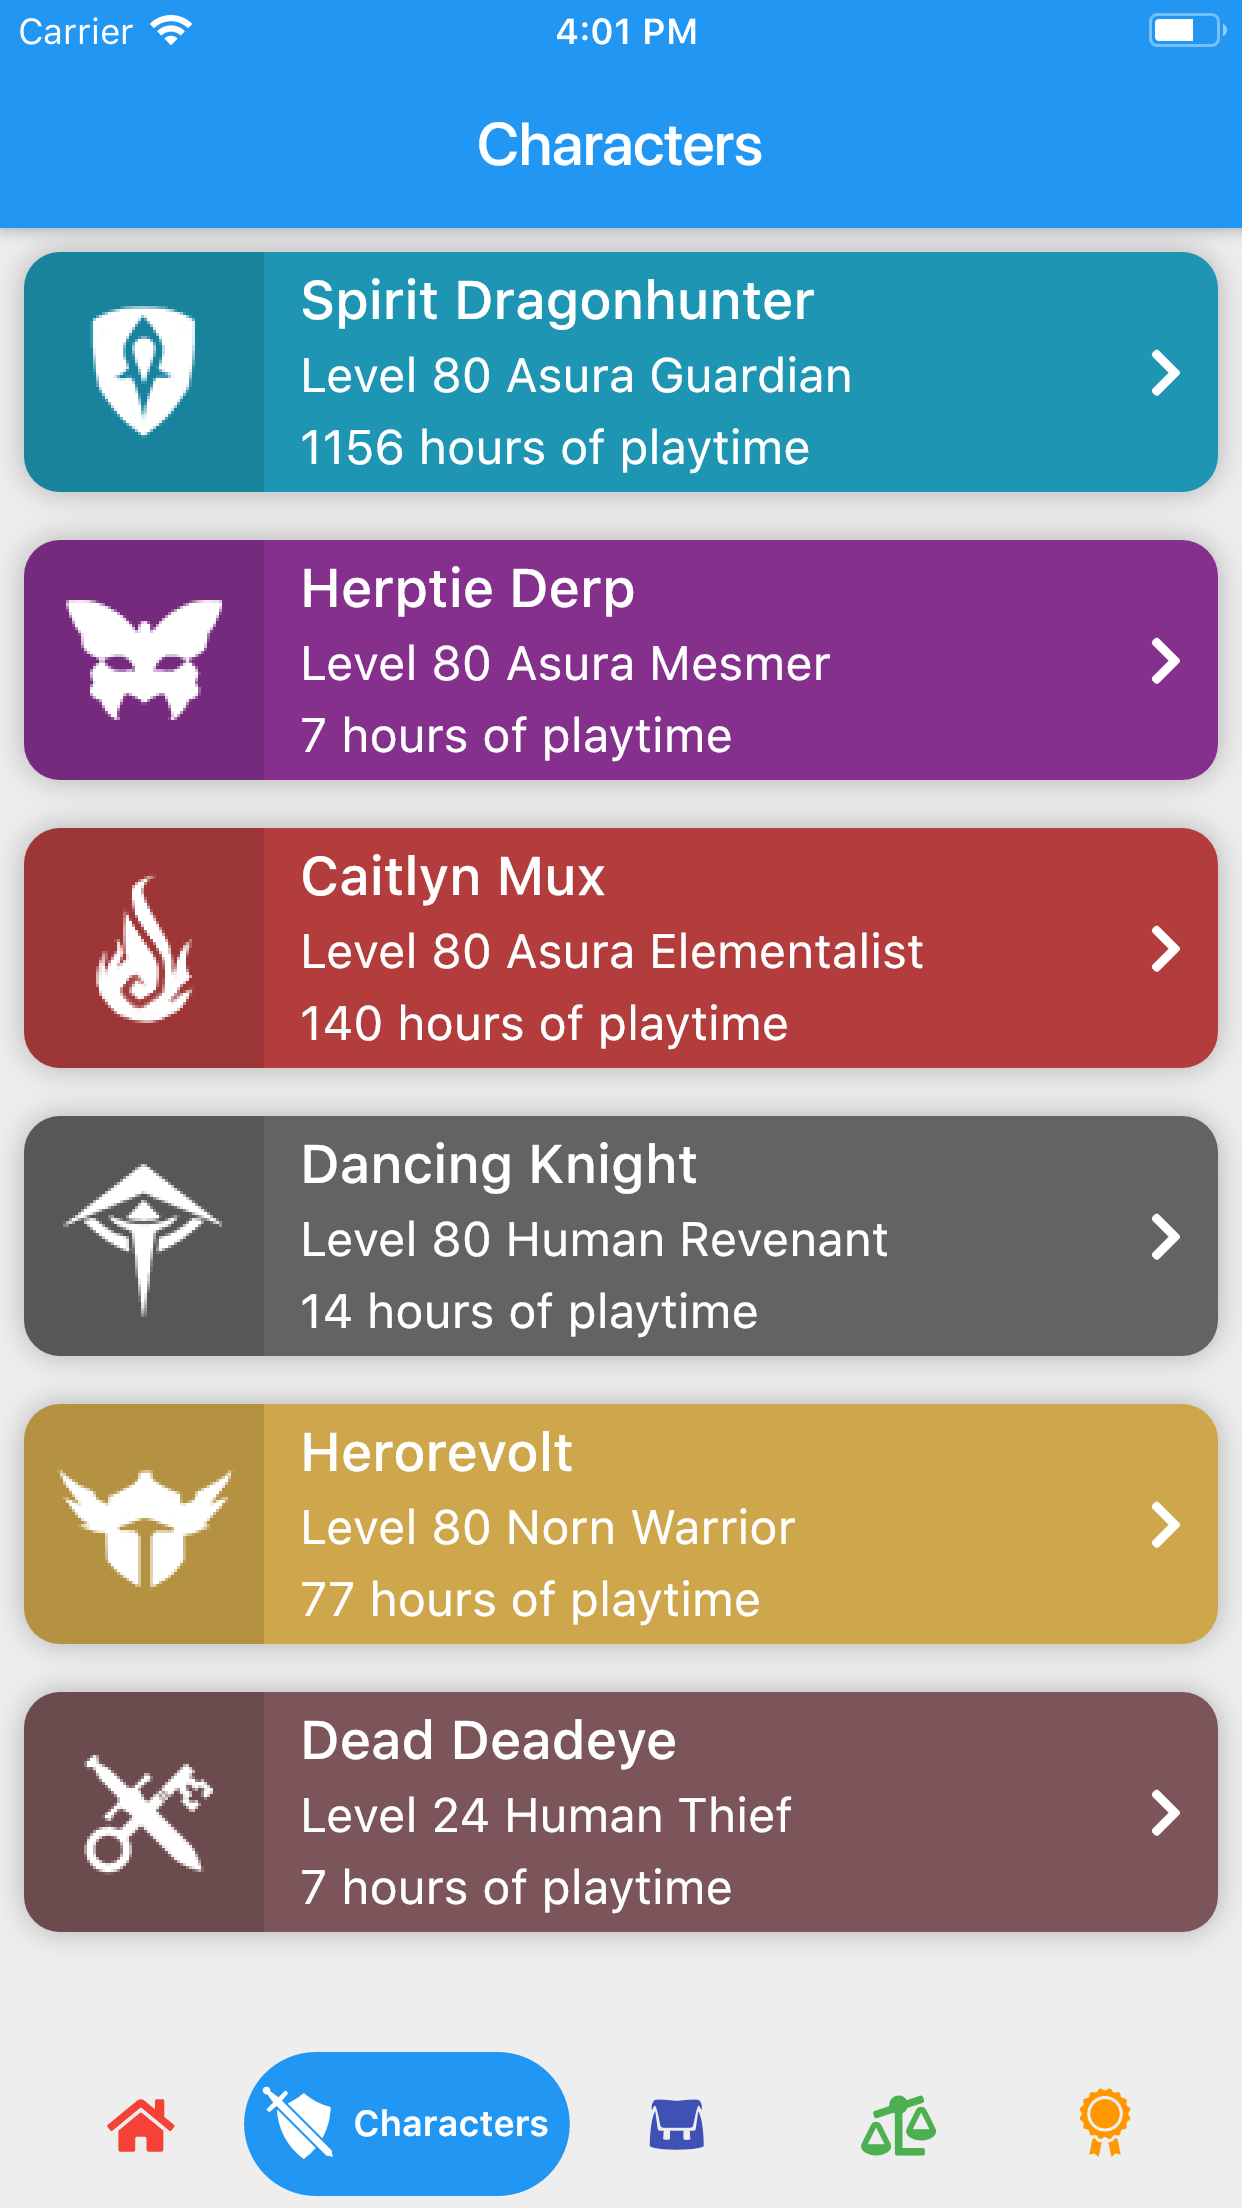 Carrier 4:01 PM
Characters
Spirit Dragonhunter
Level 80 Asura Guardian
1156 hours of playtime
Herptie Derp
Level 80 Asura Mesmer
7 hours of playtime
Caitlyn Mux
Level 80 Asura Elementalist
140 hours of playtime
Dancing Knight
Level 80 Human Revenant
14 hours of playtime
Herorevolt
Level 80 Norn Warrior
77 hours of playtime
Dead Deadeye
Level 24 Human Thief
7 hours of playtime
Characters